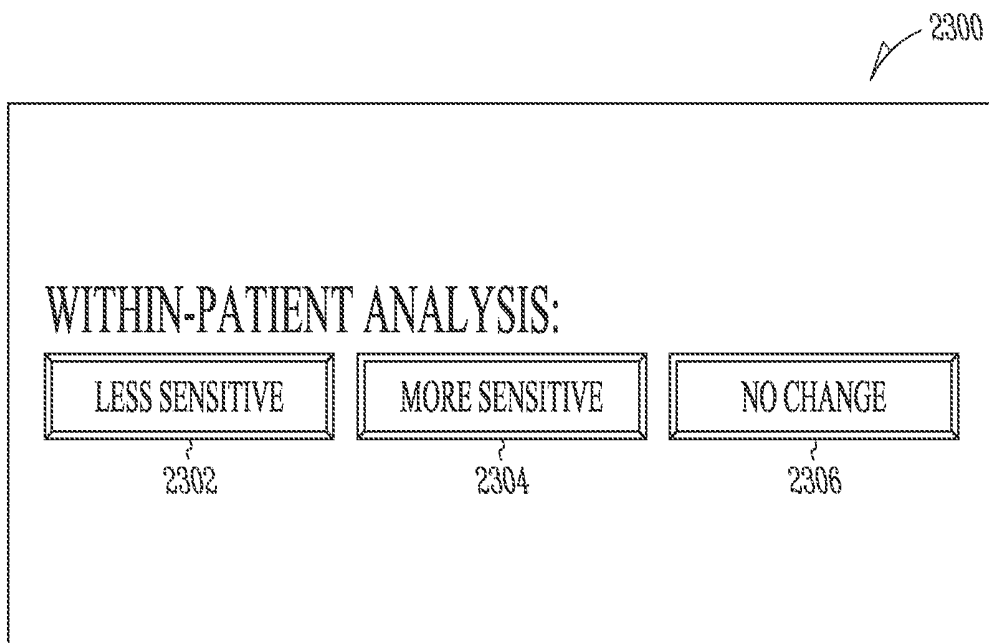 2300
WITHIN-PATIENT ANALYSIS:
LESS SENSITIVE MORE SENSITIVE NO CHANGE
2302 2304 2306